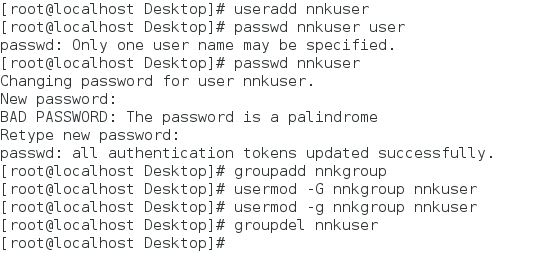 [root@localhost Desktop]# useradd nnkuser
[root@localhost Desktop]# passwd nnkuser user
passwd: Only one user name may be specified.
[root@localhost Desktop]# passwd nnkuser
Changing password for user nnkuser.
New password:
BAD PASSWORD: The password is a palindrome
Retype new password:
passwd: all authentication tokens updated successfully.
[root@localhost Desktop]# groupadd nnkgroup
[root@localhost Desktop]# usermod -G nnkgroup nnkuser
[root@localhost Desktop]# usermod -g nnkgroup nnkuser
[root@localhost Desktop]# groupdel nnkuser
[root@localhost Desktop]#